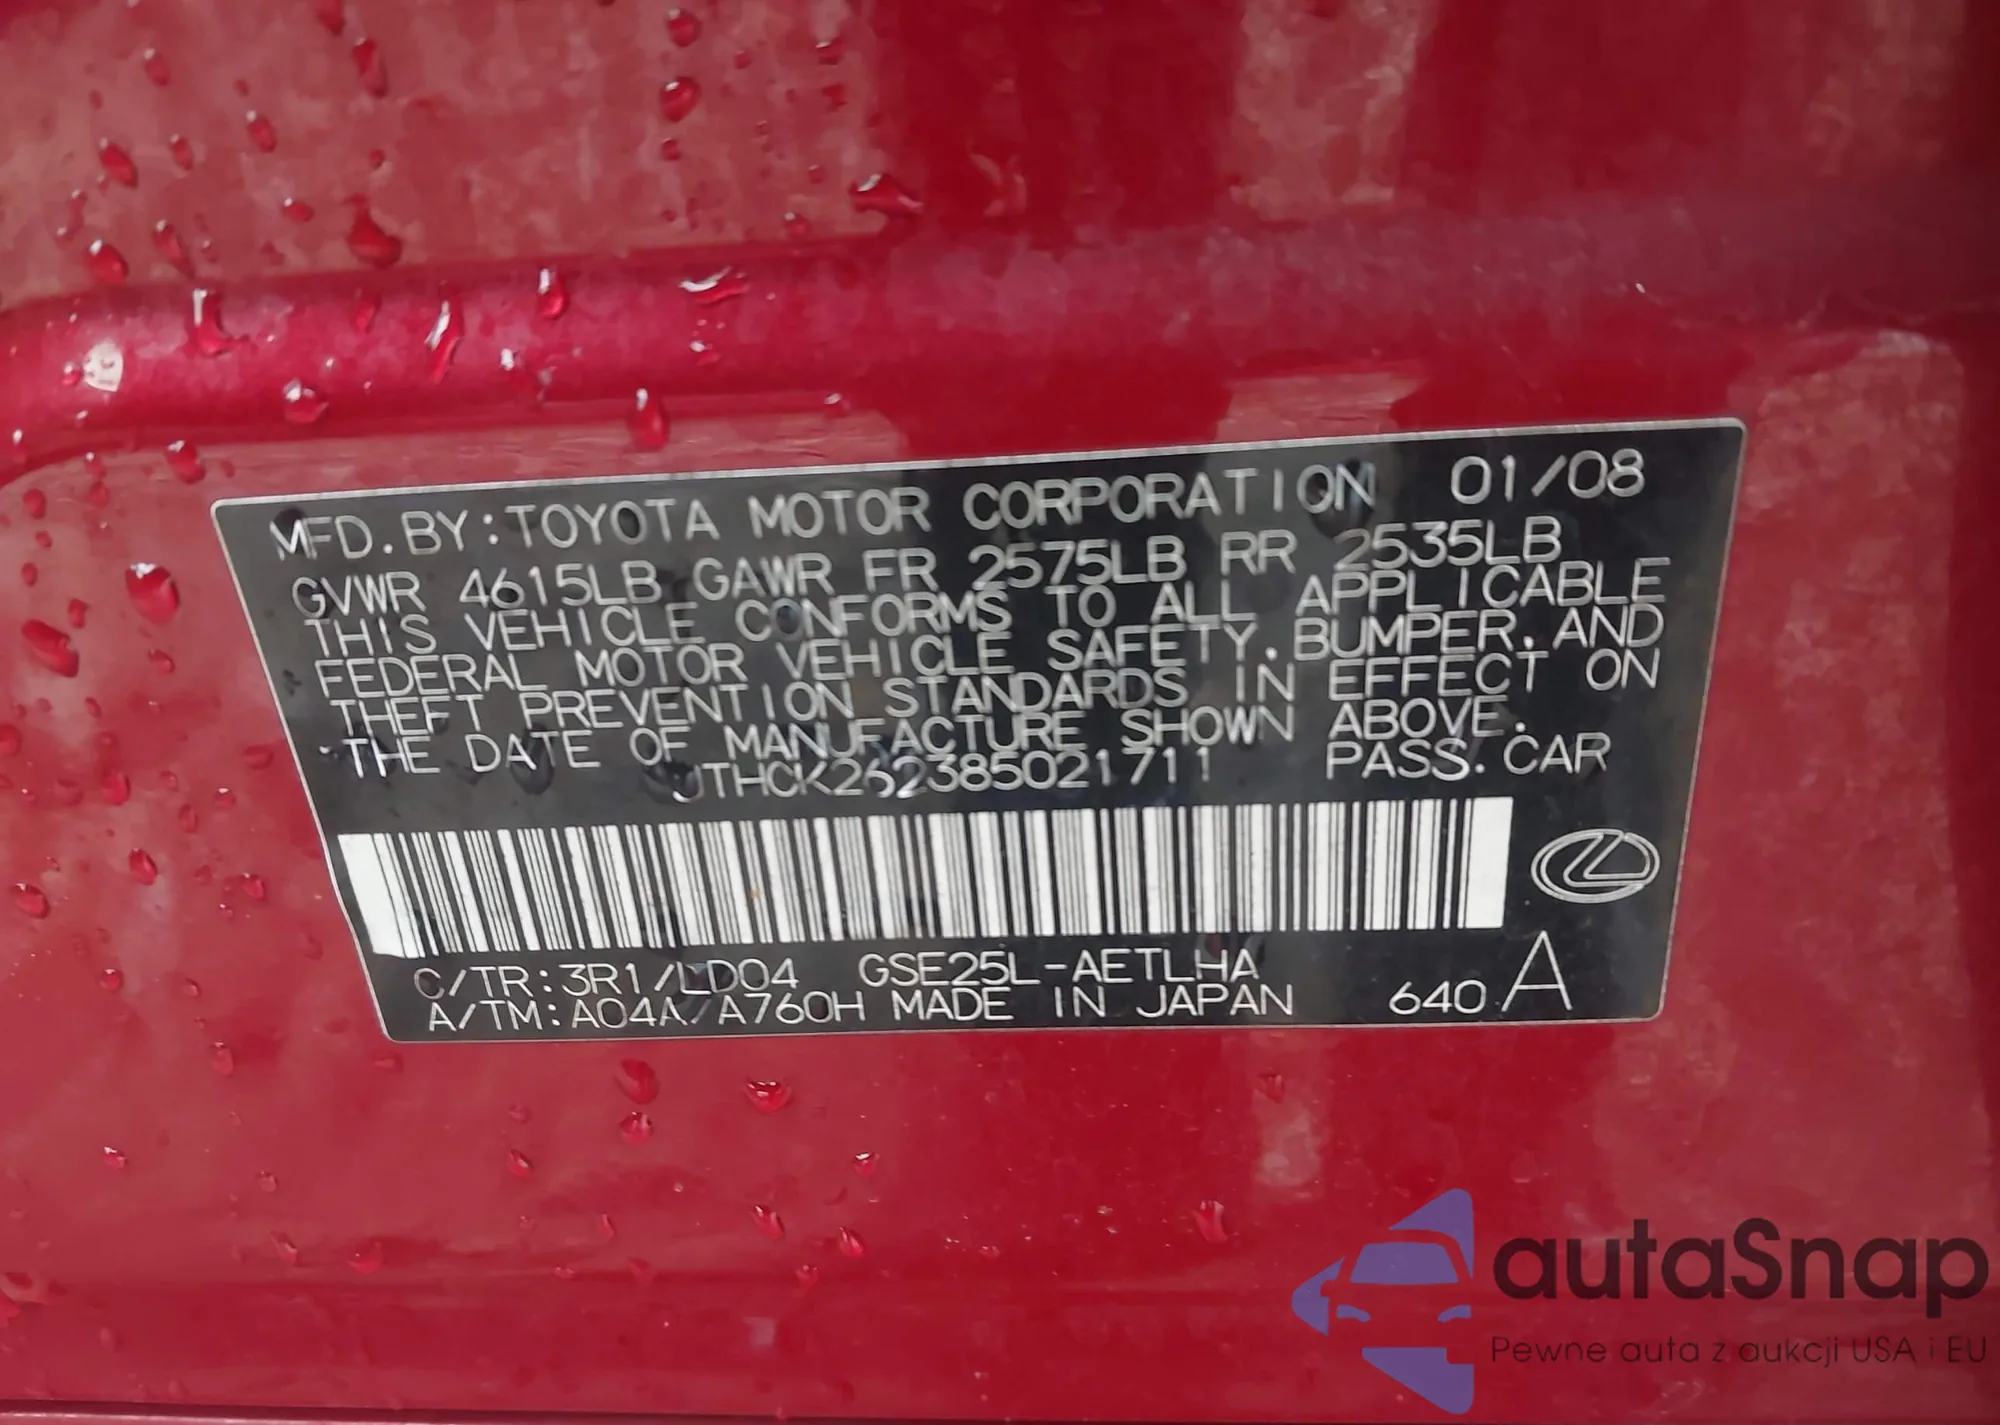 MFD.BY:TOYOTA MOTOR CORPORATION 01/08
GVWR 4615LB GAWR FR 2575LB RR 2535LB
THIS VEHICLE CONFORMS TO ALL APPLICABLE
FEDERAL MOTOR VEHICLE SAFETY,BUMPER,AND
THEFT PREVENTION STANDARDS IN EFFECT ON
THE DATE OF MANUFACTURE SHOWN ABOVE.
JTHCK262385021711 PASS.CAR
C/TR:3R1/LD04 GSE25L-AETLHA
A/TM:A04A/A760H MADE IN JAPAN 640 A
autaSnap
Pewne auta z aukcji USA i EU